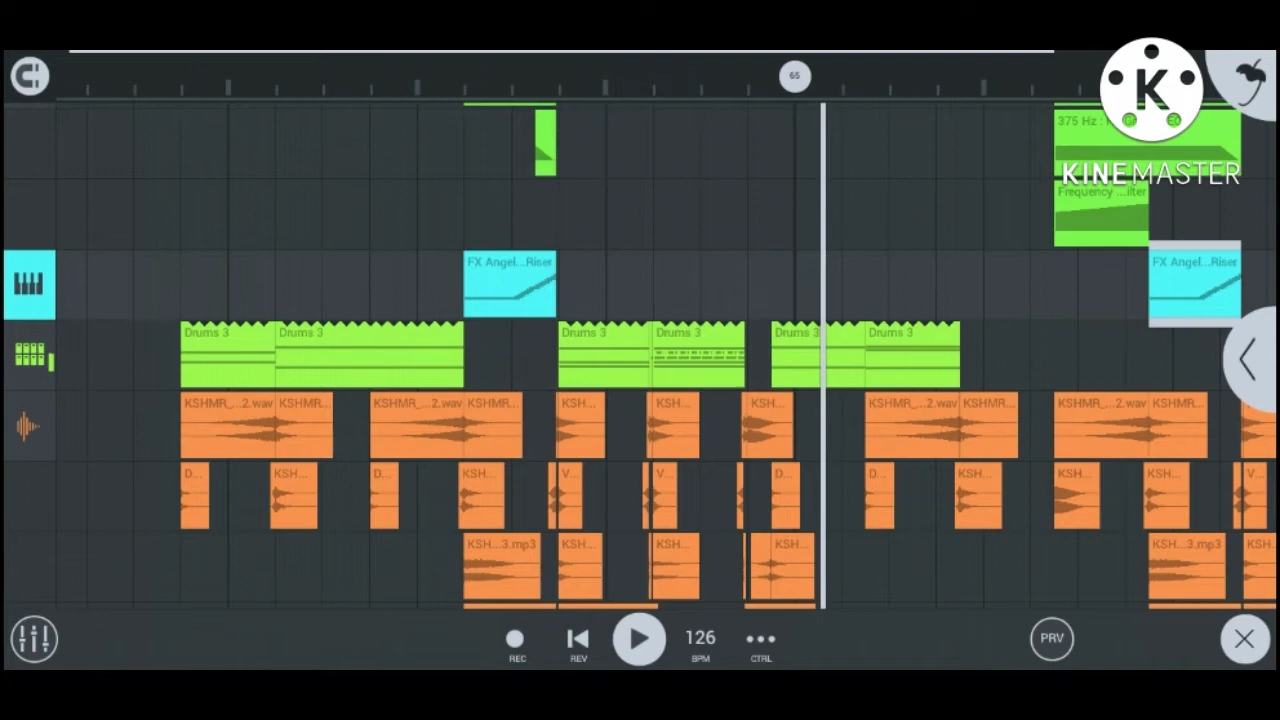 65
K
375 Hz :
KINEMASTER
Frequency ...ilter
FX Angel...Riser
FX Angel...Riser
Drums 3
Drums 3
Drums 3
Drums 3
Drums 3
Drums 3
KSHMR_...2.wav
KSHMR...
KSHMR_...2.wav
KSHMR...
KSH...
KSH...
KSH...
KSHMR_...2.wav
KSHMR...
KSHMR_...2.wav
KSHMR...
D...
KSH...
D...
KSH...
V...
V...
D...
D...
KSH...
KSH...
KSH...
V...
KSH...3.mp3
KSH...
KSH...
KSH...
KSH...3.mp3
KSH...
REC
REV
126
BPM
CTRL
PRV